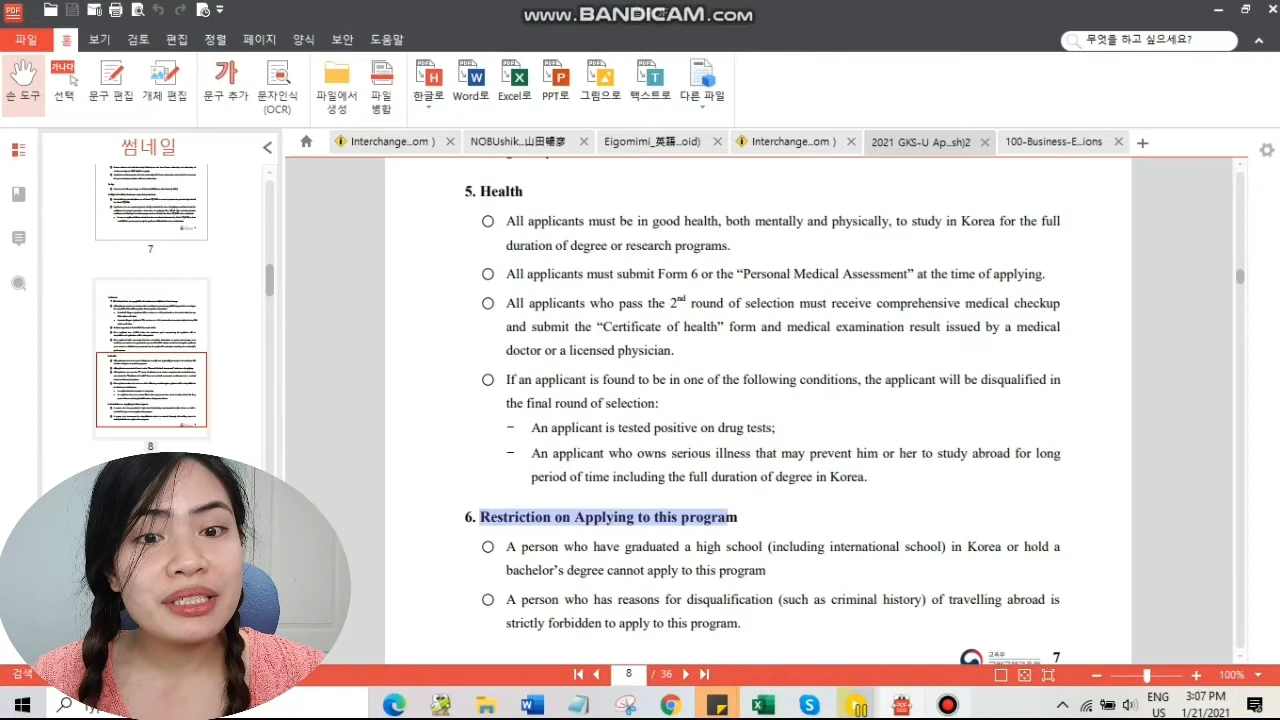 www.BANDICAM.com
PDF
파일
홈
보기
검토
편집
정렬
페이지
양식
보안
도움말
무엇을 하고 싶으세요?
가나다
손 도구
선택
문구 편집
개체 편집
가
문구 추가
문자인식
(OCR)
파일에서
생성
파일
병합
한글로
Word로
Excel로
PPT로
그림으로
텍스트로
다른 파일
썸네일
Interchange...om )
NOBUshik...山田暢彦
Eigomimi_英語...oid)
Interchange...om )
2021 GKS-U Ap...sh)2
100-Business-E...ions
7
8
5. Health
All applicants must be in good health, both mentally and physically, to study in Korea for the full
duration of degree or research programs.
All applicants must submit Form 6 or the “Personal Medical Assessment” at the time of applying.
All applicants who pass the 2nd round of selection must receive comprehensive medical checkup
and submit “Certificate of health” form and medical examination result issued by a medical
doctor or a licensed physician.
If an applicant is found to be in one of the following conditions, the applicant will be disqualified in
the final round of selection:
− An applicant is tested positive on drug tests;
− An applicant who owns serious illness that may prevent him or her to study abroad for long
period of time including the full duration of degree in Korea.
6. Restriction on Applying to this program
A person who have graduated a high school (including international school) in Korea or hold a
bachelor’s degree cannot apply to this program
A person who has reasons for disqualification (such as criminal history) of travelling abroad is
strictly forbidden to apply to this program.
교육부
7
검색
8 / 36
100%
ENG
US
3:07 PM
1/21/2021